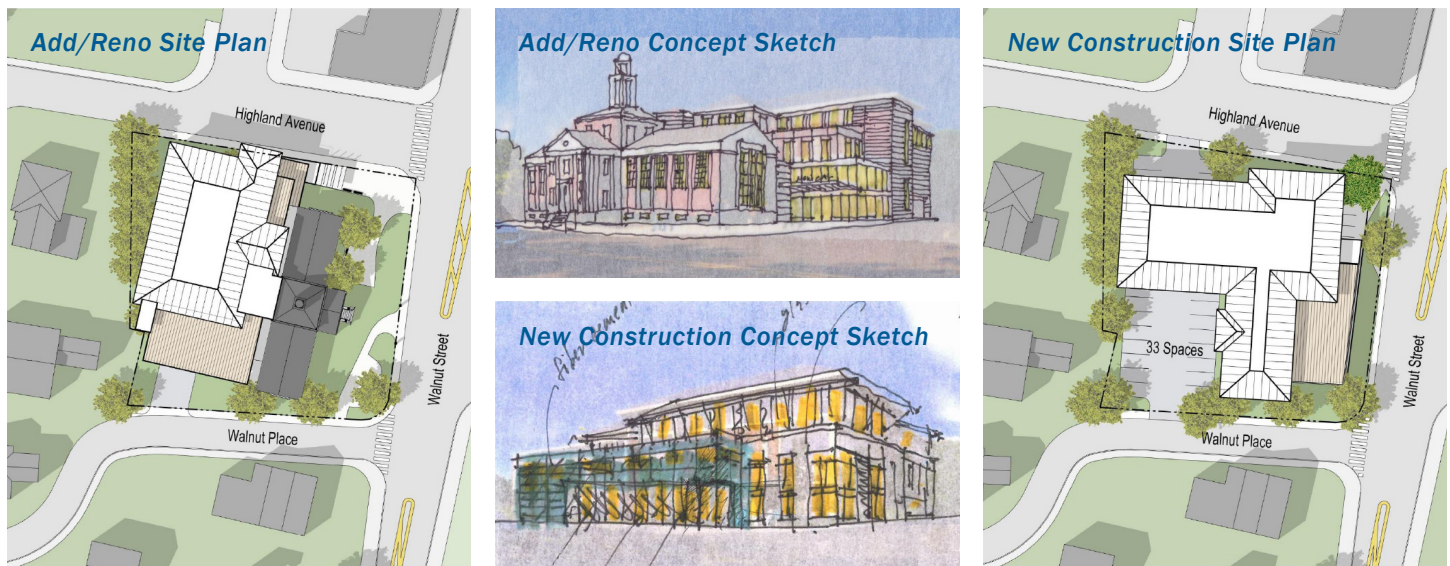 Add/Reno Site Plan
Highland Avenue
Walnut Street
Walnut Place
Add/Reno Concept Sketch
New Construction Concept Sketch
New Construction Site Plan
Highland Avenue
33 Spaces
Walnut Street
Walnut Place